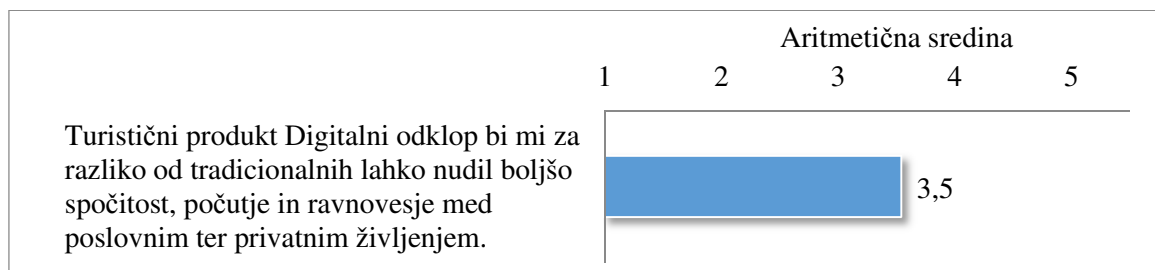 Aritmetična sredina
1 2 3 4 5
Turistični produkt Digitalni odklop bi mi za
razliko od tradicionalnih lahko nudil boljšo
spočitost, počutje in ravnovesje med
poslovnim ter privatnim življenjem.
3,5